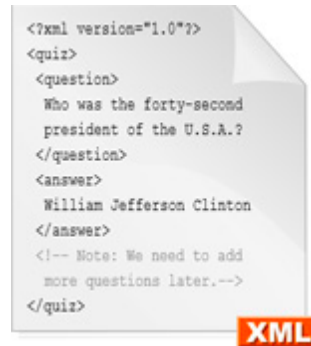 <?xml version="1.0"?>
<quiz>
<question>
Who was the forty-second
president of the U.S.A.?
</question>
<answer>
William Jefferson Clinton
</answer>
<!-- Note: We need to add
more questions later.-->
</quiz>
XML